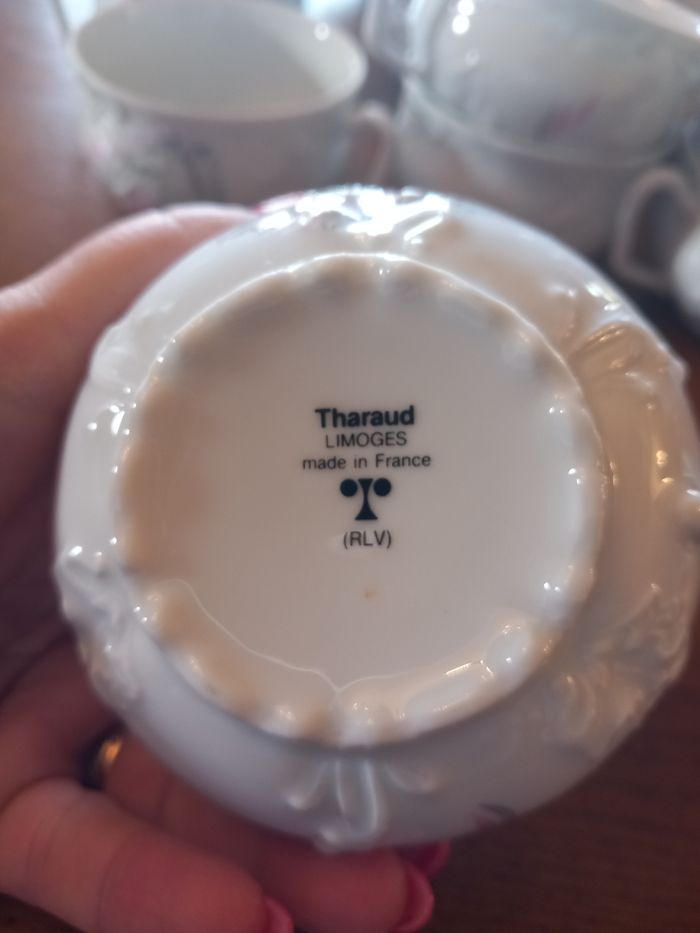 Tharaud
LIMOGES
made in France
(RLV)